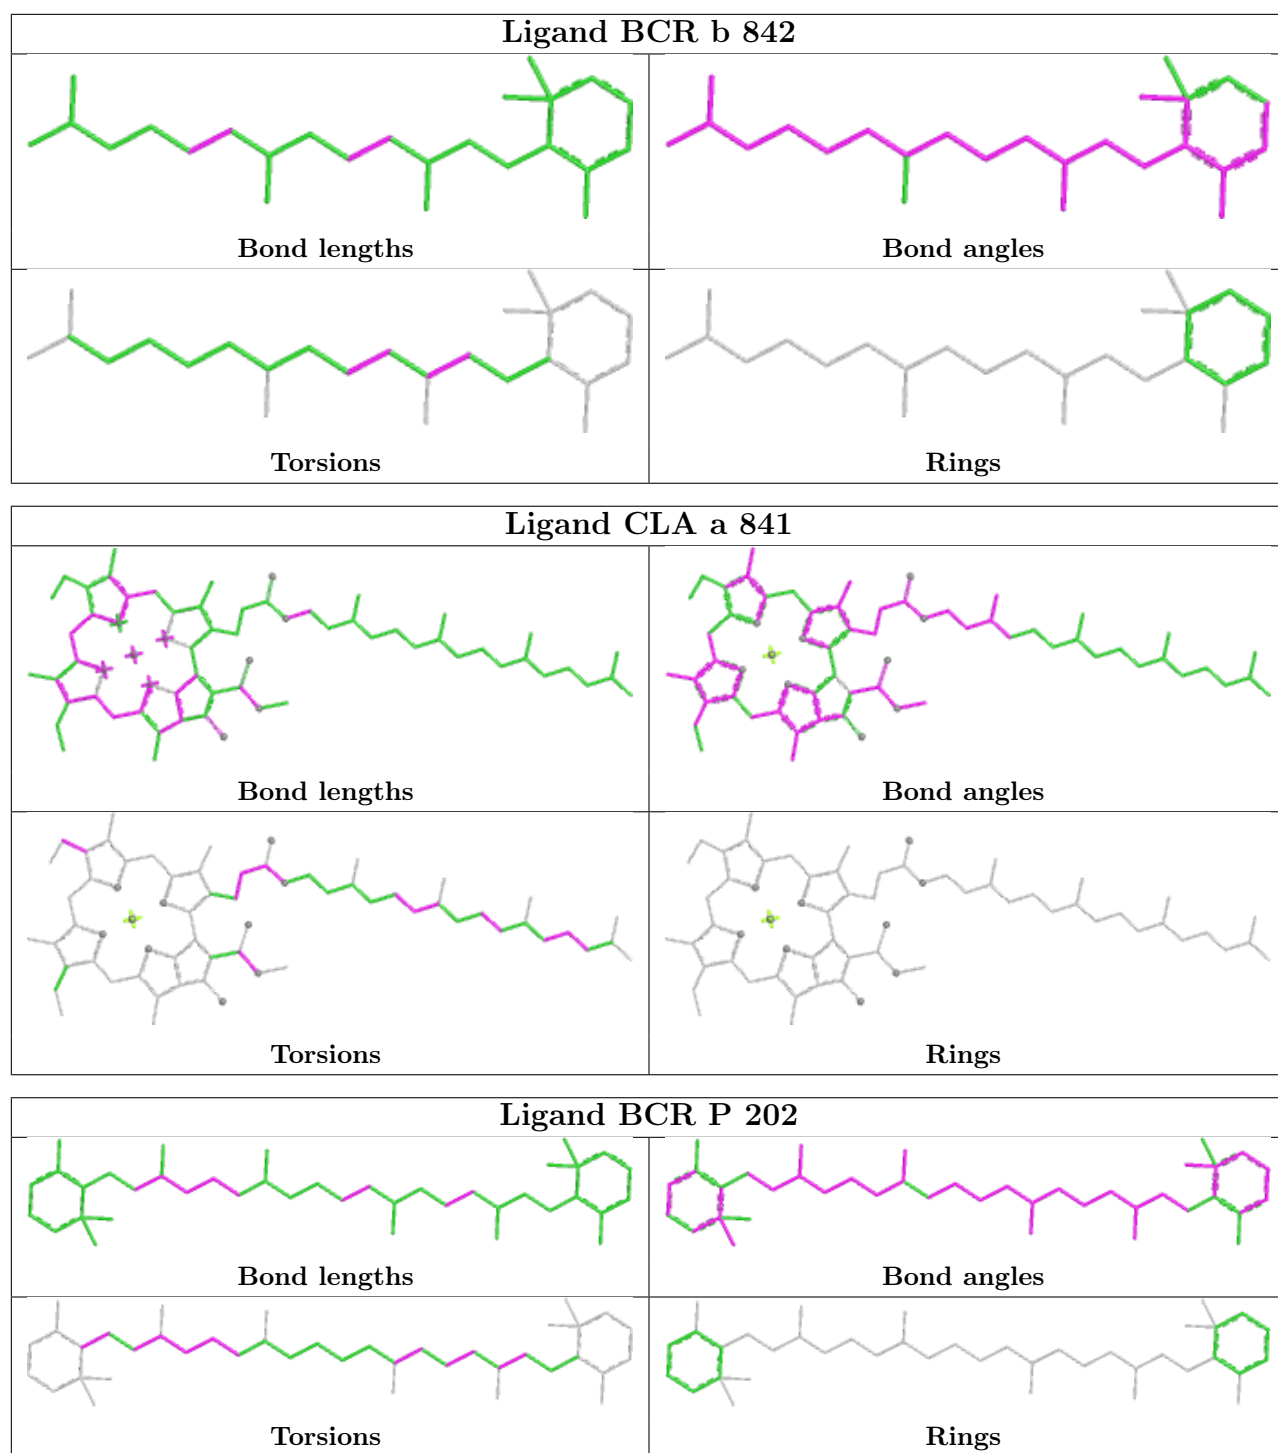 Ligand BCR b 842
Bond lengths
Bond angles
Torsions
Rings
Ligand CLA a 841
Bond lengths
Bond angles
Torsions
Rings
Ligand BCR P 202
Bond lengths
Bond angles
Torsions
Rings